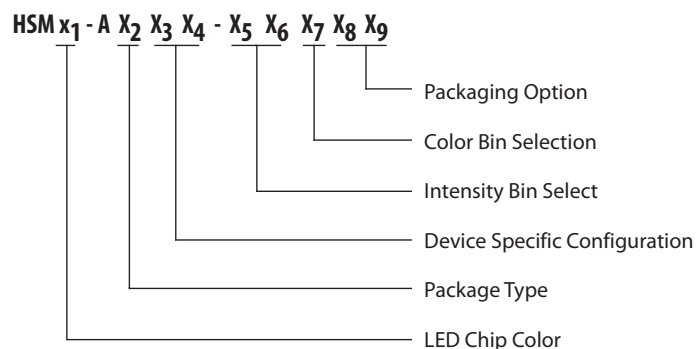 HSM x1 - A X2 X3 X4 - X5 X6 X7 X8 X9
Packaging Option
Color Bin Selection
Intensity Bin Select
Device Specific Configuration
Package Type
LED Chip Color